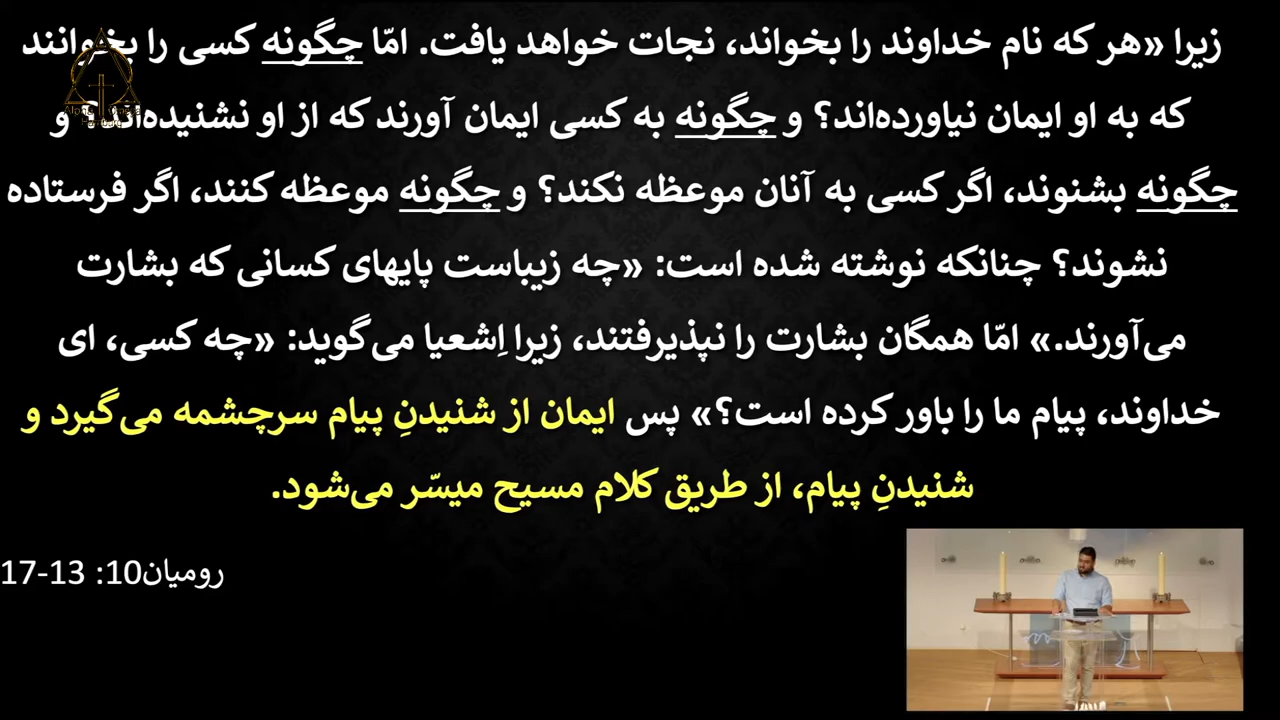 زیرا «هر که نام خداوند را بخواند، نجات خواهد یافت. امّا چگونه کسی را بخوانند
که به او ایمان نیاورده‌اند؟ و چگونه به کسی ایمان آورند که از او نشنیده‌اند؟ و
چگونه بشنوند، اگر کسی به آنان موعظه نکند؟ و چگونه موعظه کنند، اگر فرستاده
نشوند؟ چنانکه نوشته شده است: «چه زیباست پایهای کسانی که بشارت
می‌آورند.» امّا همگان بشارت را نپذیرفتند، زیرا اِشعیا می‌گوید: «چه کسی، ای
خداوند، پیام ما را باور کرده است؟» پس ایمان از شنیدنِ پیام سرچشمه می‌گیرد و
شنیدنِ پیام، از طریق کلام مسیح میسّر می‌شود.
رومیان10: 13-17